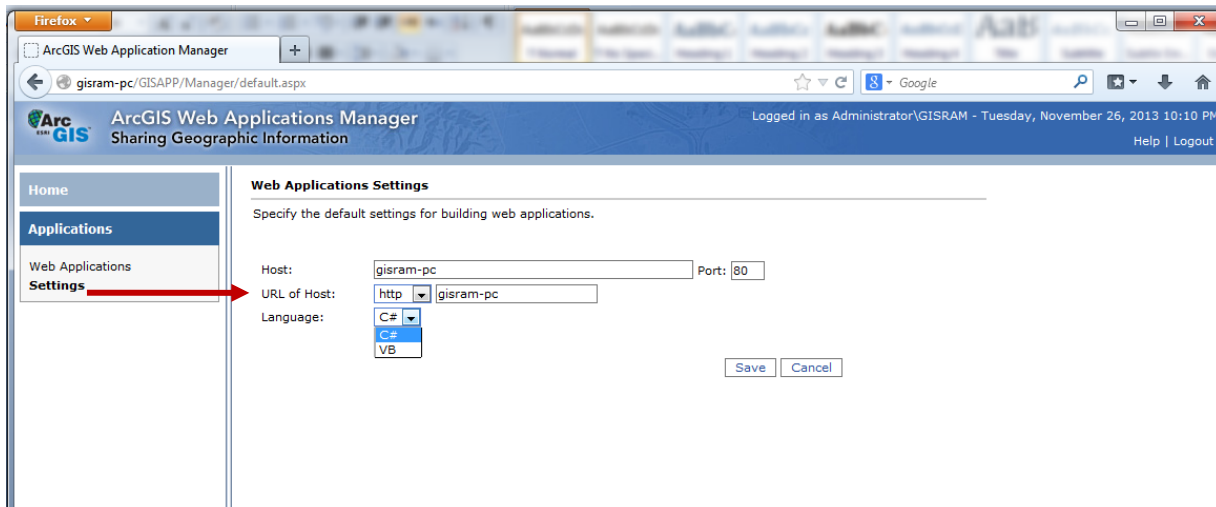 Firefox
ArcGIS Web Application Manager
+
gisram-pc/GISAPP/Manager/default.aspx
8 Google
ArcGIS Web Applications Manager
Logged in as Administrator\GISRAM - Tuesday, November 26, 2013 10:10 PM
Arc
ESRI GIS
Sharing Geographic Information
Help | Logout
Home
Web Applications Settings
Specify the default settings for building web applications.
Applications
Web Applications
Settings
Host: gisram-pc Port: 80
URL of Host: http gisram-pc
Language: C#
C#
VB
Save Cancel